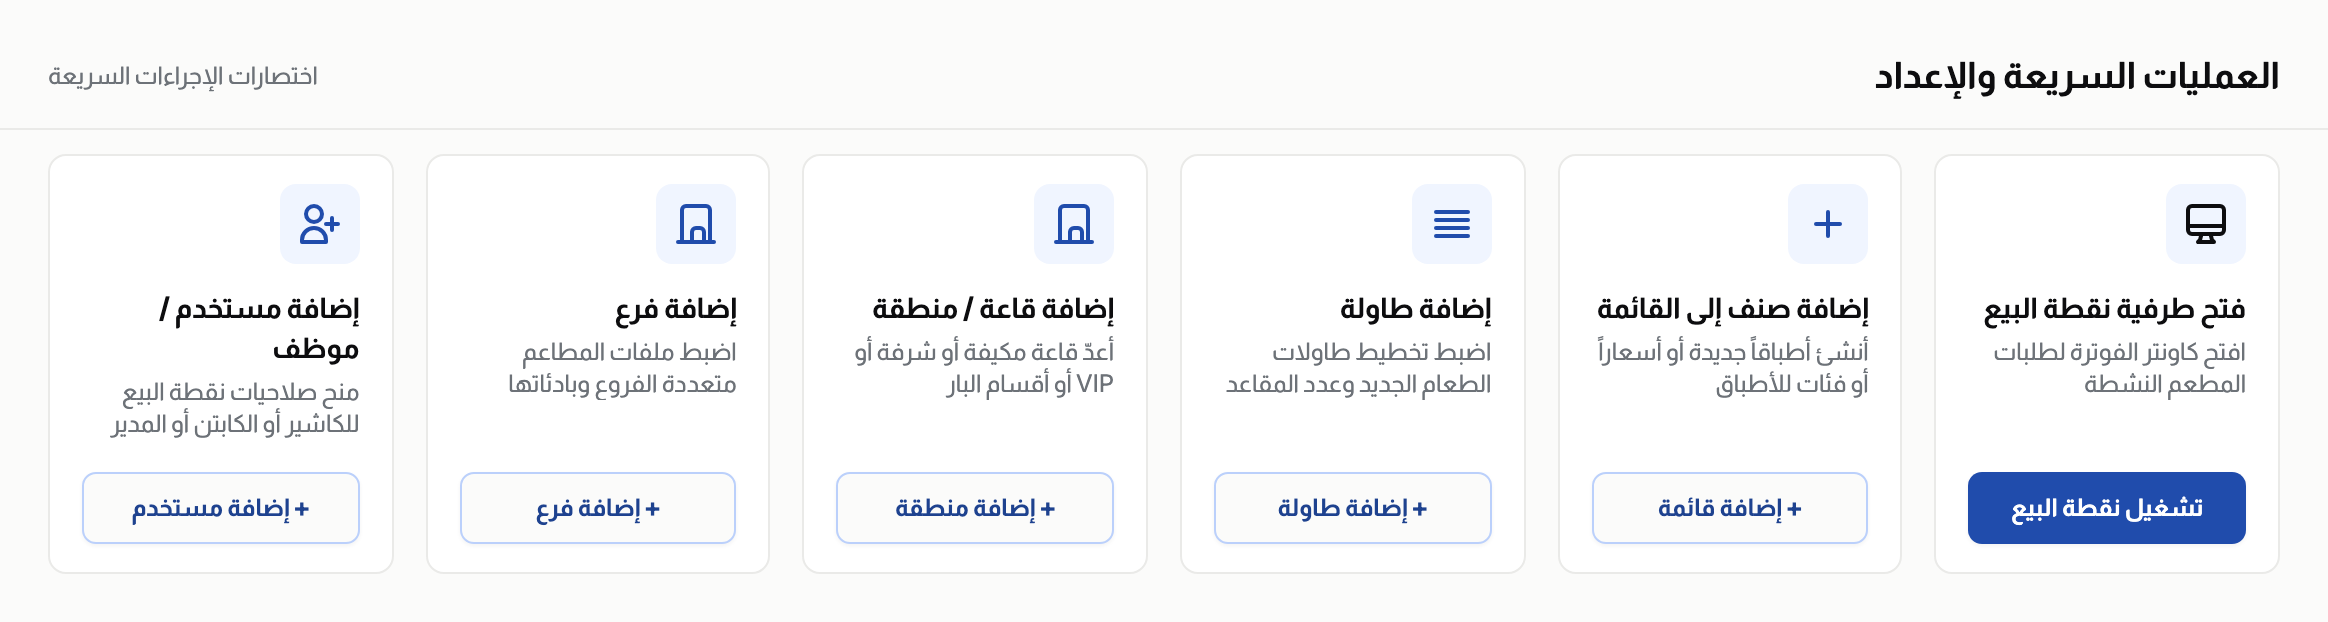 العمليات السريعة والإعداد
اختصارات الإجراءات السريعة
فتح طرفية نقطة البيع
افتح كاونتر الفوترة لطلبات
المطعم النشطة
تشغيل نقطة البيع
إضافة صنف إلى القائمة
أنشئ أطباقاً جديدة أو أسعاراً
أو فئات للأطباق
+ إضافة قائمة
إضافة طاولة
اضبط تخطيط طاولات
الطعام الجديد وعدد المقاعد
+ إضافة طاولة
إضافة قاعة / منطقة
أعدّ قاعة مكيفة أو شرفة أو
VIP أو أقسام البار
+ إضافة منطقة
إضافة فرع
اضبط ملفات المطاعم
متعددة الفروع وبادئاتها
+ إضافة فرع
إضافة مستخدم /
موظف
منح صلاحيات نقطة البيع
للكاشير أو الكابتن أو المدير
+ إضافة مستخدم